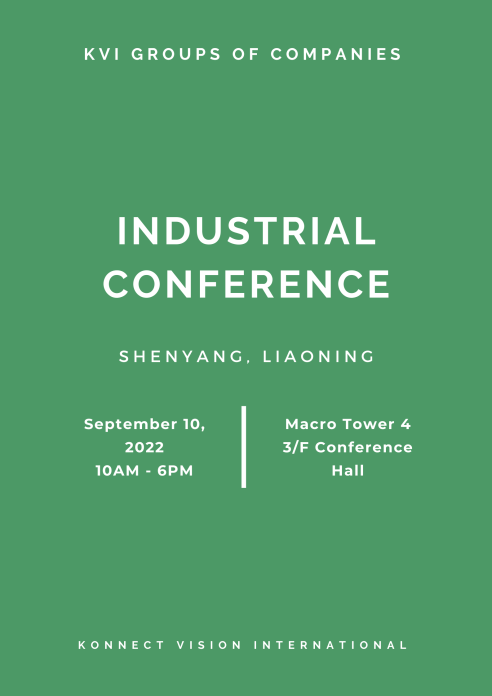 KVI GROUPS OF COMPANIES
INDUSTRIAL
CONFERENCE
SHENYANG, LIAONING
September 10,
2022
10AM - 6PM
Macro Tower 4
3/F Conference
Hall
KONNECT VISION INTERNATIONAL